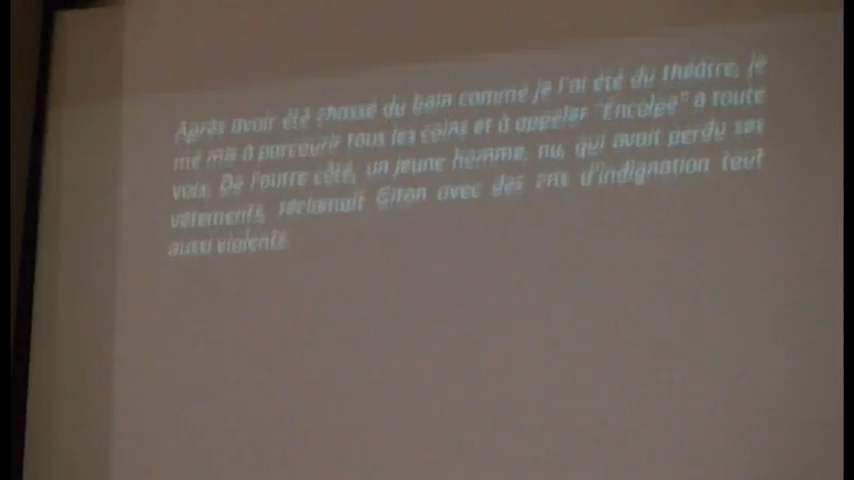 Après avoir été chassé du bain comme je l'ai été du théâtre, je
me mis à parcourir tous les coins et à appeler "Encolpe" à toute
voix. De l'autre côté, un jeune homme, nu, qui avait perdu ses
vêtements, réclamait Giton avec des cris d'indignation tout
aussi violents.